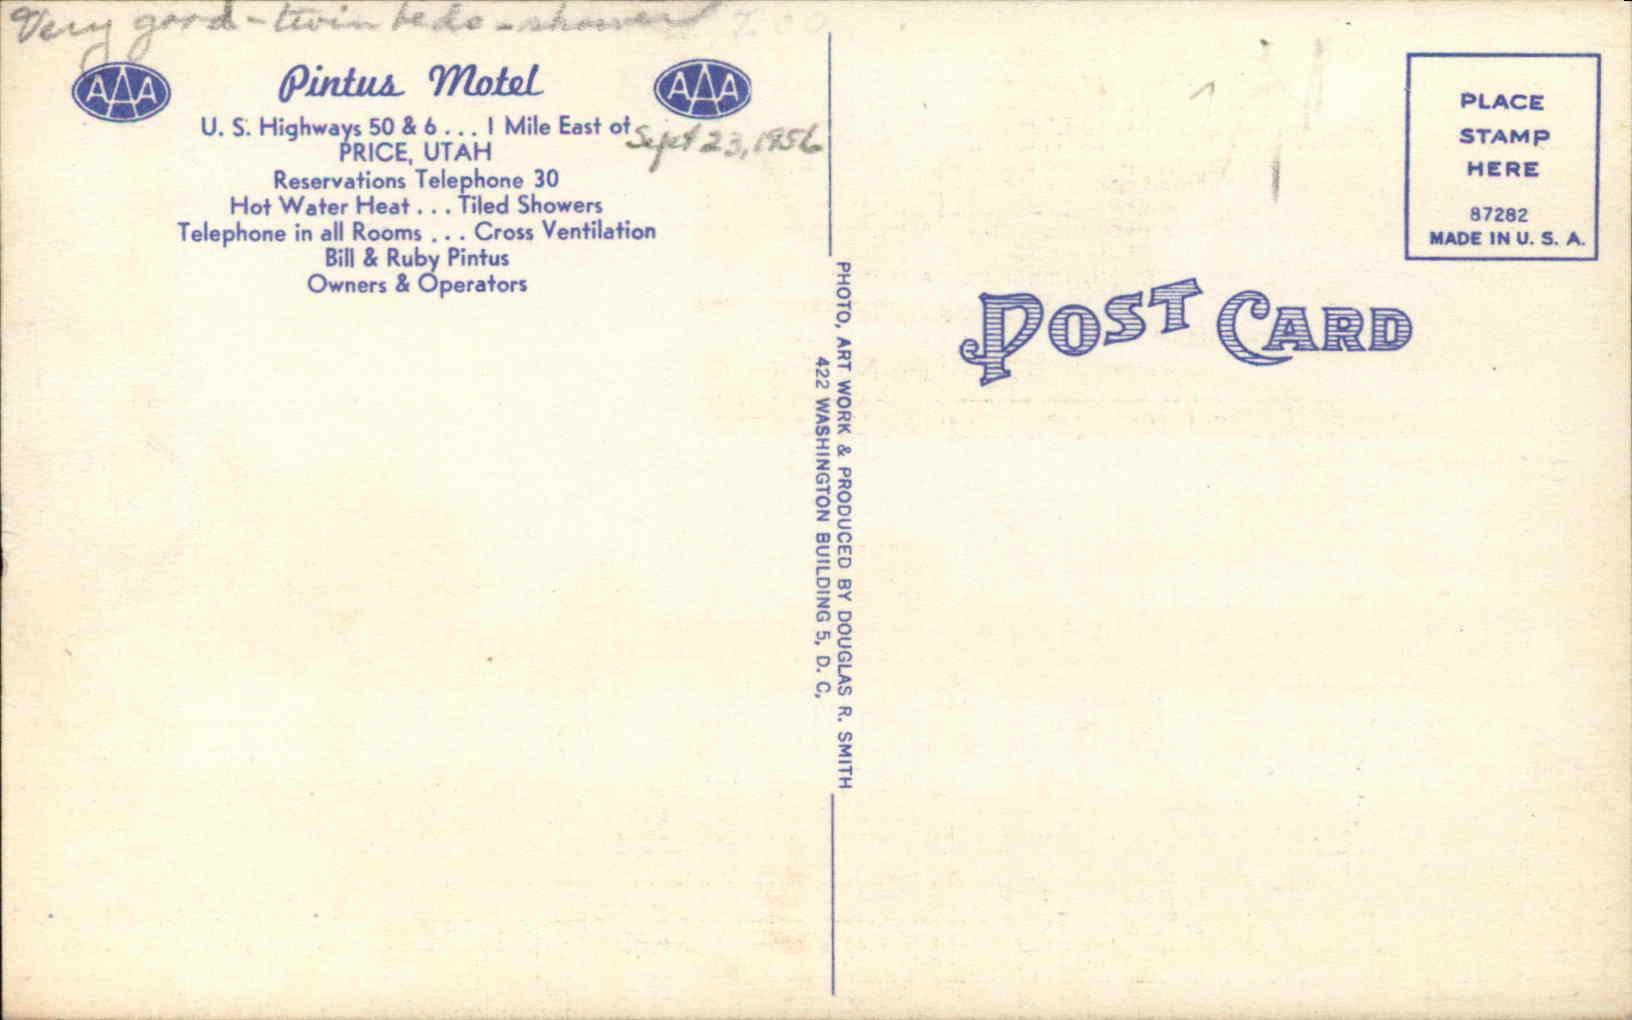 Very good - twin beds - shower
AAA
Pintus Motel
AAA
U. S. Highways 50 & 6 . . . 1 Mile East of
Sept 23, 1956
PRICE, UTAH
Reservations Telephone 30
Hot Water Heat . . . Tiled Showers
Telephone in all Rooms . . . Cross Ventilation
Bill & Ruby Pintus
Owners & Operators
PHOTO, ART WORK & PRODUCED BY DOUGLAS R. SMITH
422 WASHINGTON BUILDING 5, D. C,
PLACE
STAMP
HERE
87282
MADE IN U. S. A.
POST CARD